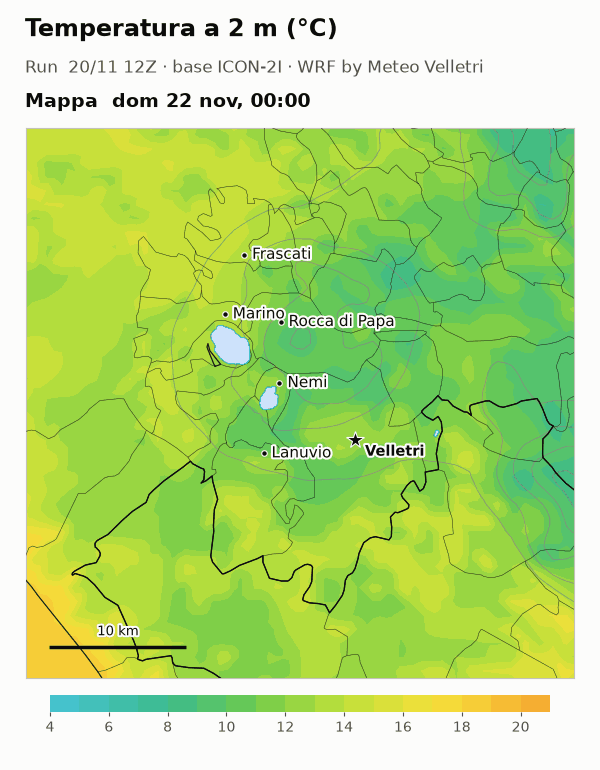 Temperatura a 2 m (°C)
Run  20/11 12Z · base ICON-2I · WRF by Meteo Velletri
Mappa  dom 22 nov, 00:00
Frascati
Marino
Rocca di Papa
Nemi
Velletri
Lanuvio
10 km
4 6 8 10 12 14 16 18 20